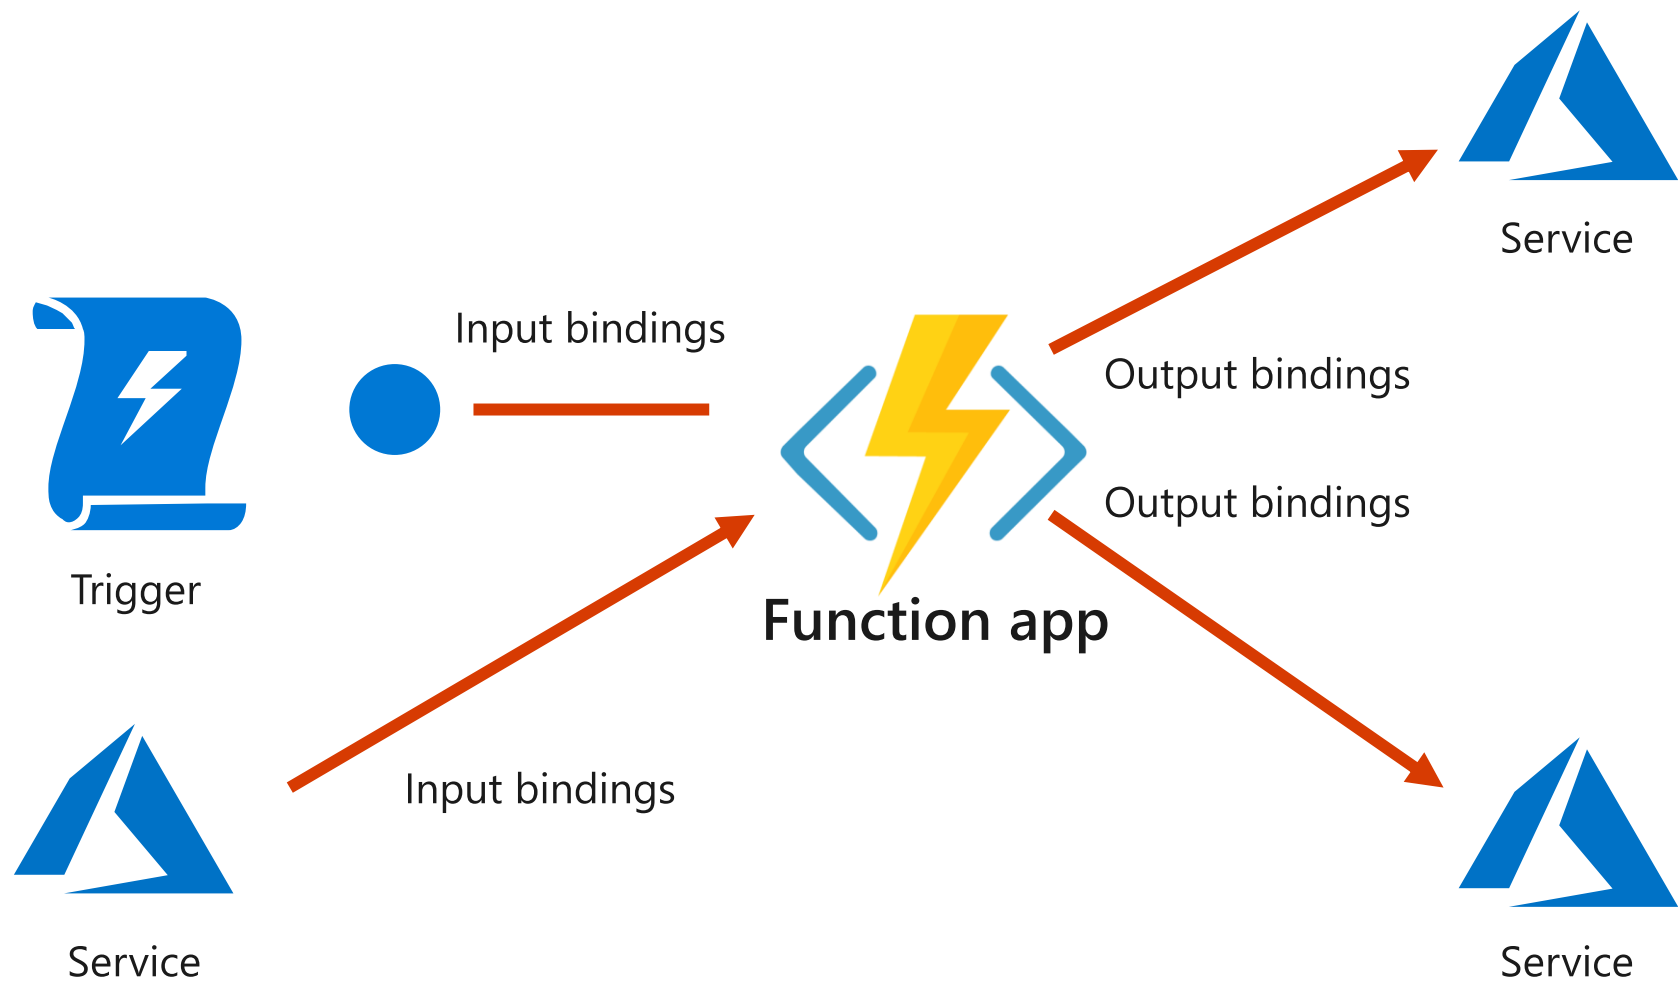 Service
Input bindings
Output bindings
Output bindings
Trigger
Function app
Input bindings
Service
Service